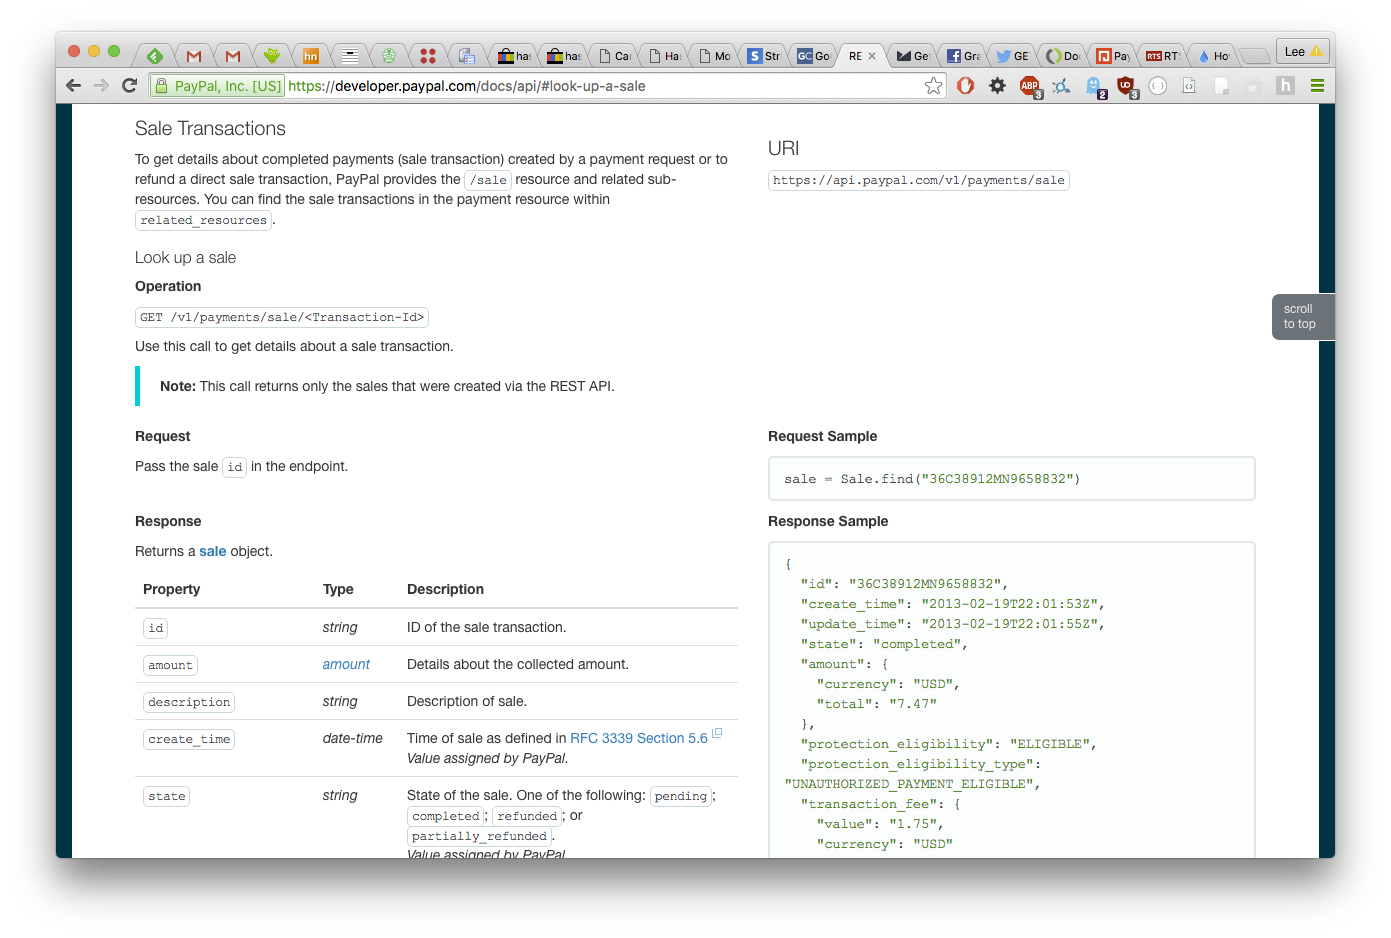 hn
has
has
Ca
Ha
Mo
S Stri
GC Go
RE
Ge
f Gra
GE
Do
Pay
RTS RTS
Ho
Lee
PayPal, Inc. [US] https://developer.paypal.com/docs/api/#look-up-a-sale
ABP 3
2
UD 3
h
Sale Transactions
To get details about completed payments (sale transaction) created by a payment request or to
refund a direct sale transaction, PayPal provides the /sale resource and related sub-
resources. You can find the sale transactions in the payment resource within
related_resources.
URI
https://api.paypal.com/v1/payments/sale
Look up a sale
Operation
GET /v1/payments/sale/<Transaction-Id>
Use this call to get details about a sale transaction.
Note: This call returns only the sales that were created via the REST API.
scroll
to top
Request
Pass the sale id in the endpoint.
Request Sample
sale = Sale.find("36C38912MN9658832")
Response
Returns a sale object.
Property Type Description
id string ID of the sale transaction.
amount amount Details about the collected amount.
description string Description of sale.
create_time date-time Time of sale as defined in RFC 3339 Section 5.6
Value assigned by PayPal.
state string State of the sale. One of the following: pending;
completed; refunded; or
partially_refunded.
Value assigned by PayPal
Response Sample
{
"id": "36C38912MN9658832",
"create_time": "2013-02-19T22:01:53Z",
"update_time": "2013-02-19T22:01:55Z",
"state": "completed",
"amount": {
"currency": "USD",
"total": "7.47"
},
"protection_eligibility": "ELIGIBLE",
"protection_eligibility_type":
"UNAUTHORIZED_PAYMENT_ELIGIBLE",
"transaction_fee": {
"value": "1.75",
"currency": "USD"